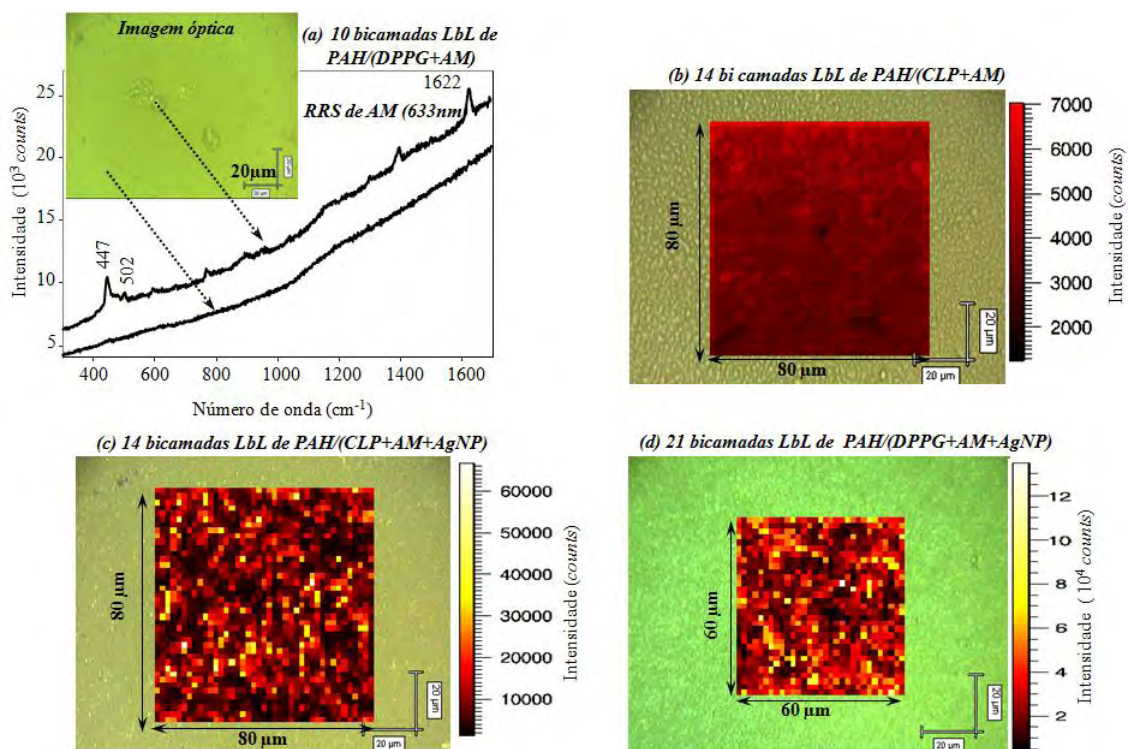 Imagem óptica
(a) 10 bicamadas LbL de
PAH/(DPPG+AM)
1622
RRS de AM (633nm)
20µm
447
502
25
20
15
10
5
Intensidade (10³ counts)
400 600 800 1000 1200 1400 1600
Número de onda (cm⁻¹)
(b) 14 bi camadas LbL de PAH/(CLP+AM)
80 µm
80 µm
20 µm
20 µm
7000
6000
5000
4000
3000
2000
Intensidade (counts)
(c) 14 bicamadas LbL de PAH/(CLP+AM+AgNP)
80 µm
80 µm
20 µm
20 µm
60000
50000
40000
30000
20000
10000
Intensidade (counts)
(d) 21 bicamadas LbL de PAH/(DPPG+AM+AgNP)
60 µm
60 µm
20 µm
20 µm
12
10
8
6
4
2
Intensidade (10⁴ counts)